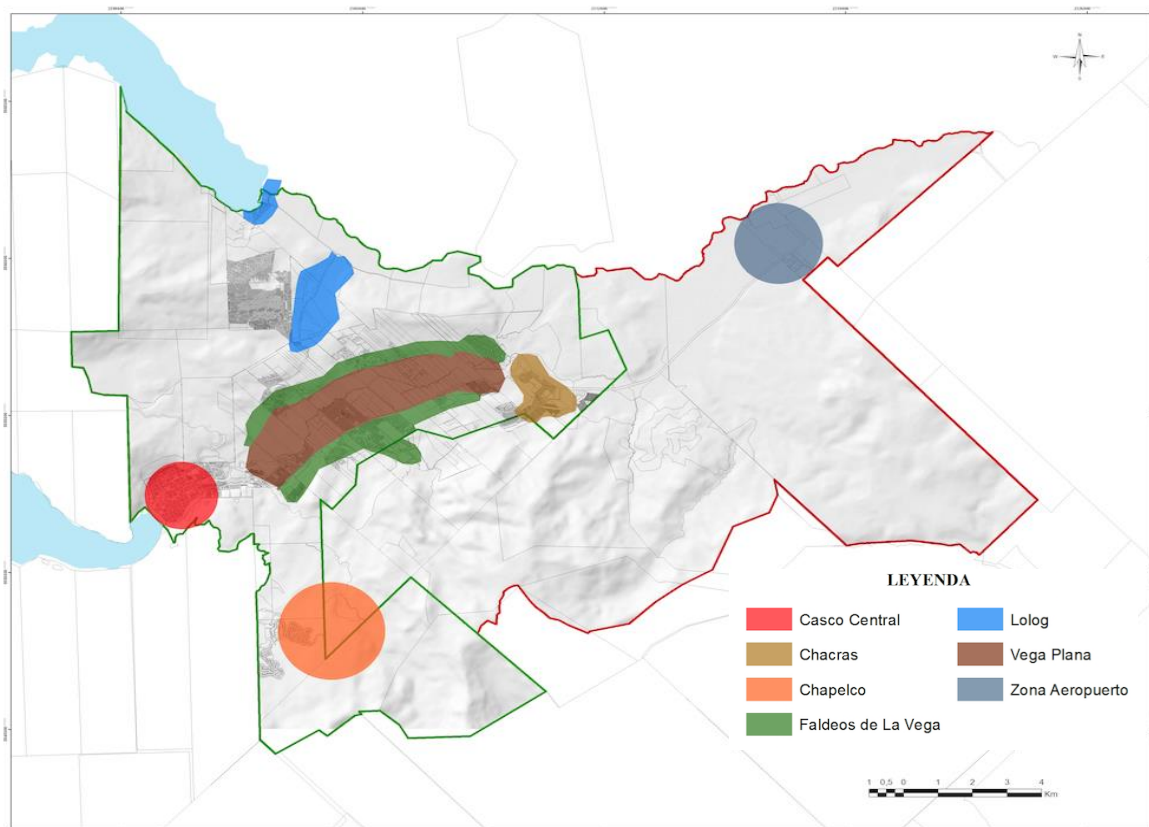 N
W
E
S
LEYENDA
Casco Central
Lolog
Chacras
Vega Plana
Chapelco
Zona Aeropuerto
Faldeos de La Vega
1 0,5 0 1 2 3 4
Km